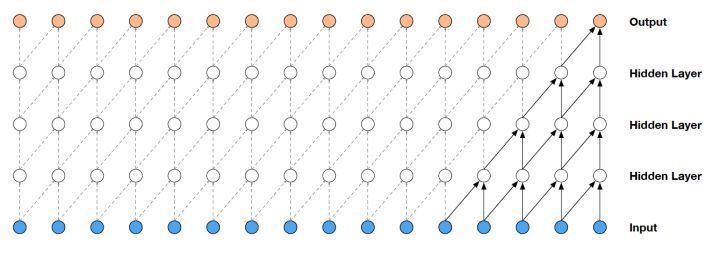 Output
Hidden Layer
Hidden Layer
Hidden Layer
Input